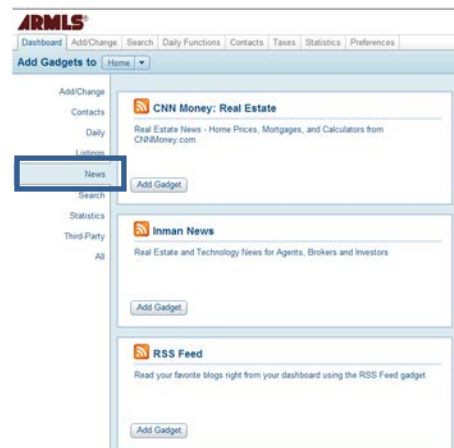 ARMLS®
Dashboard Add/Change Search Daily Functions Contacts Taxes Statistics Preferences
Add Gadgets to Home
Add/Change
Contacts
Daily
Listings
News
Search
Statistics
Third-Party
All
CNN Money: Real Estate
Real Estate News - Home Prices, Mortgages, and Calculators from
CNNMoney.com
Add Gadget
Inman News
Real Estate and Technology News for Agents, Brokers and Investors
Add Gadget
RSS Feed
Read your favorite blogs right from your dashboard using the RSS Feed gadget
Add Gadget